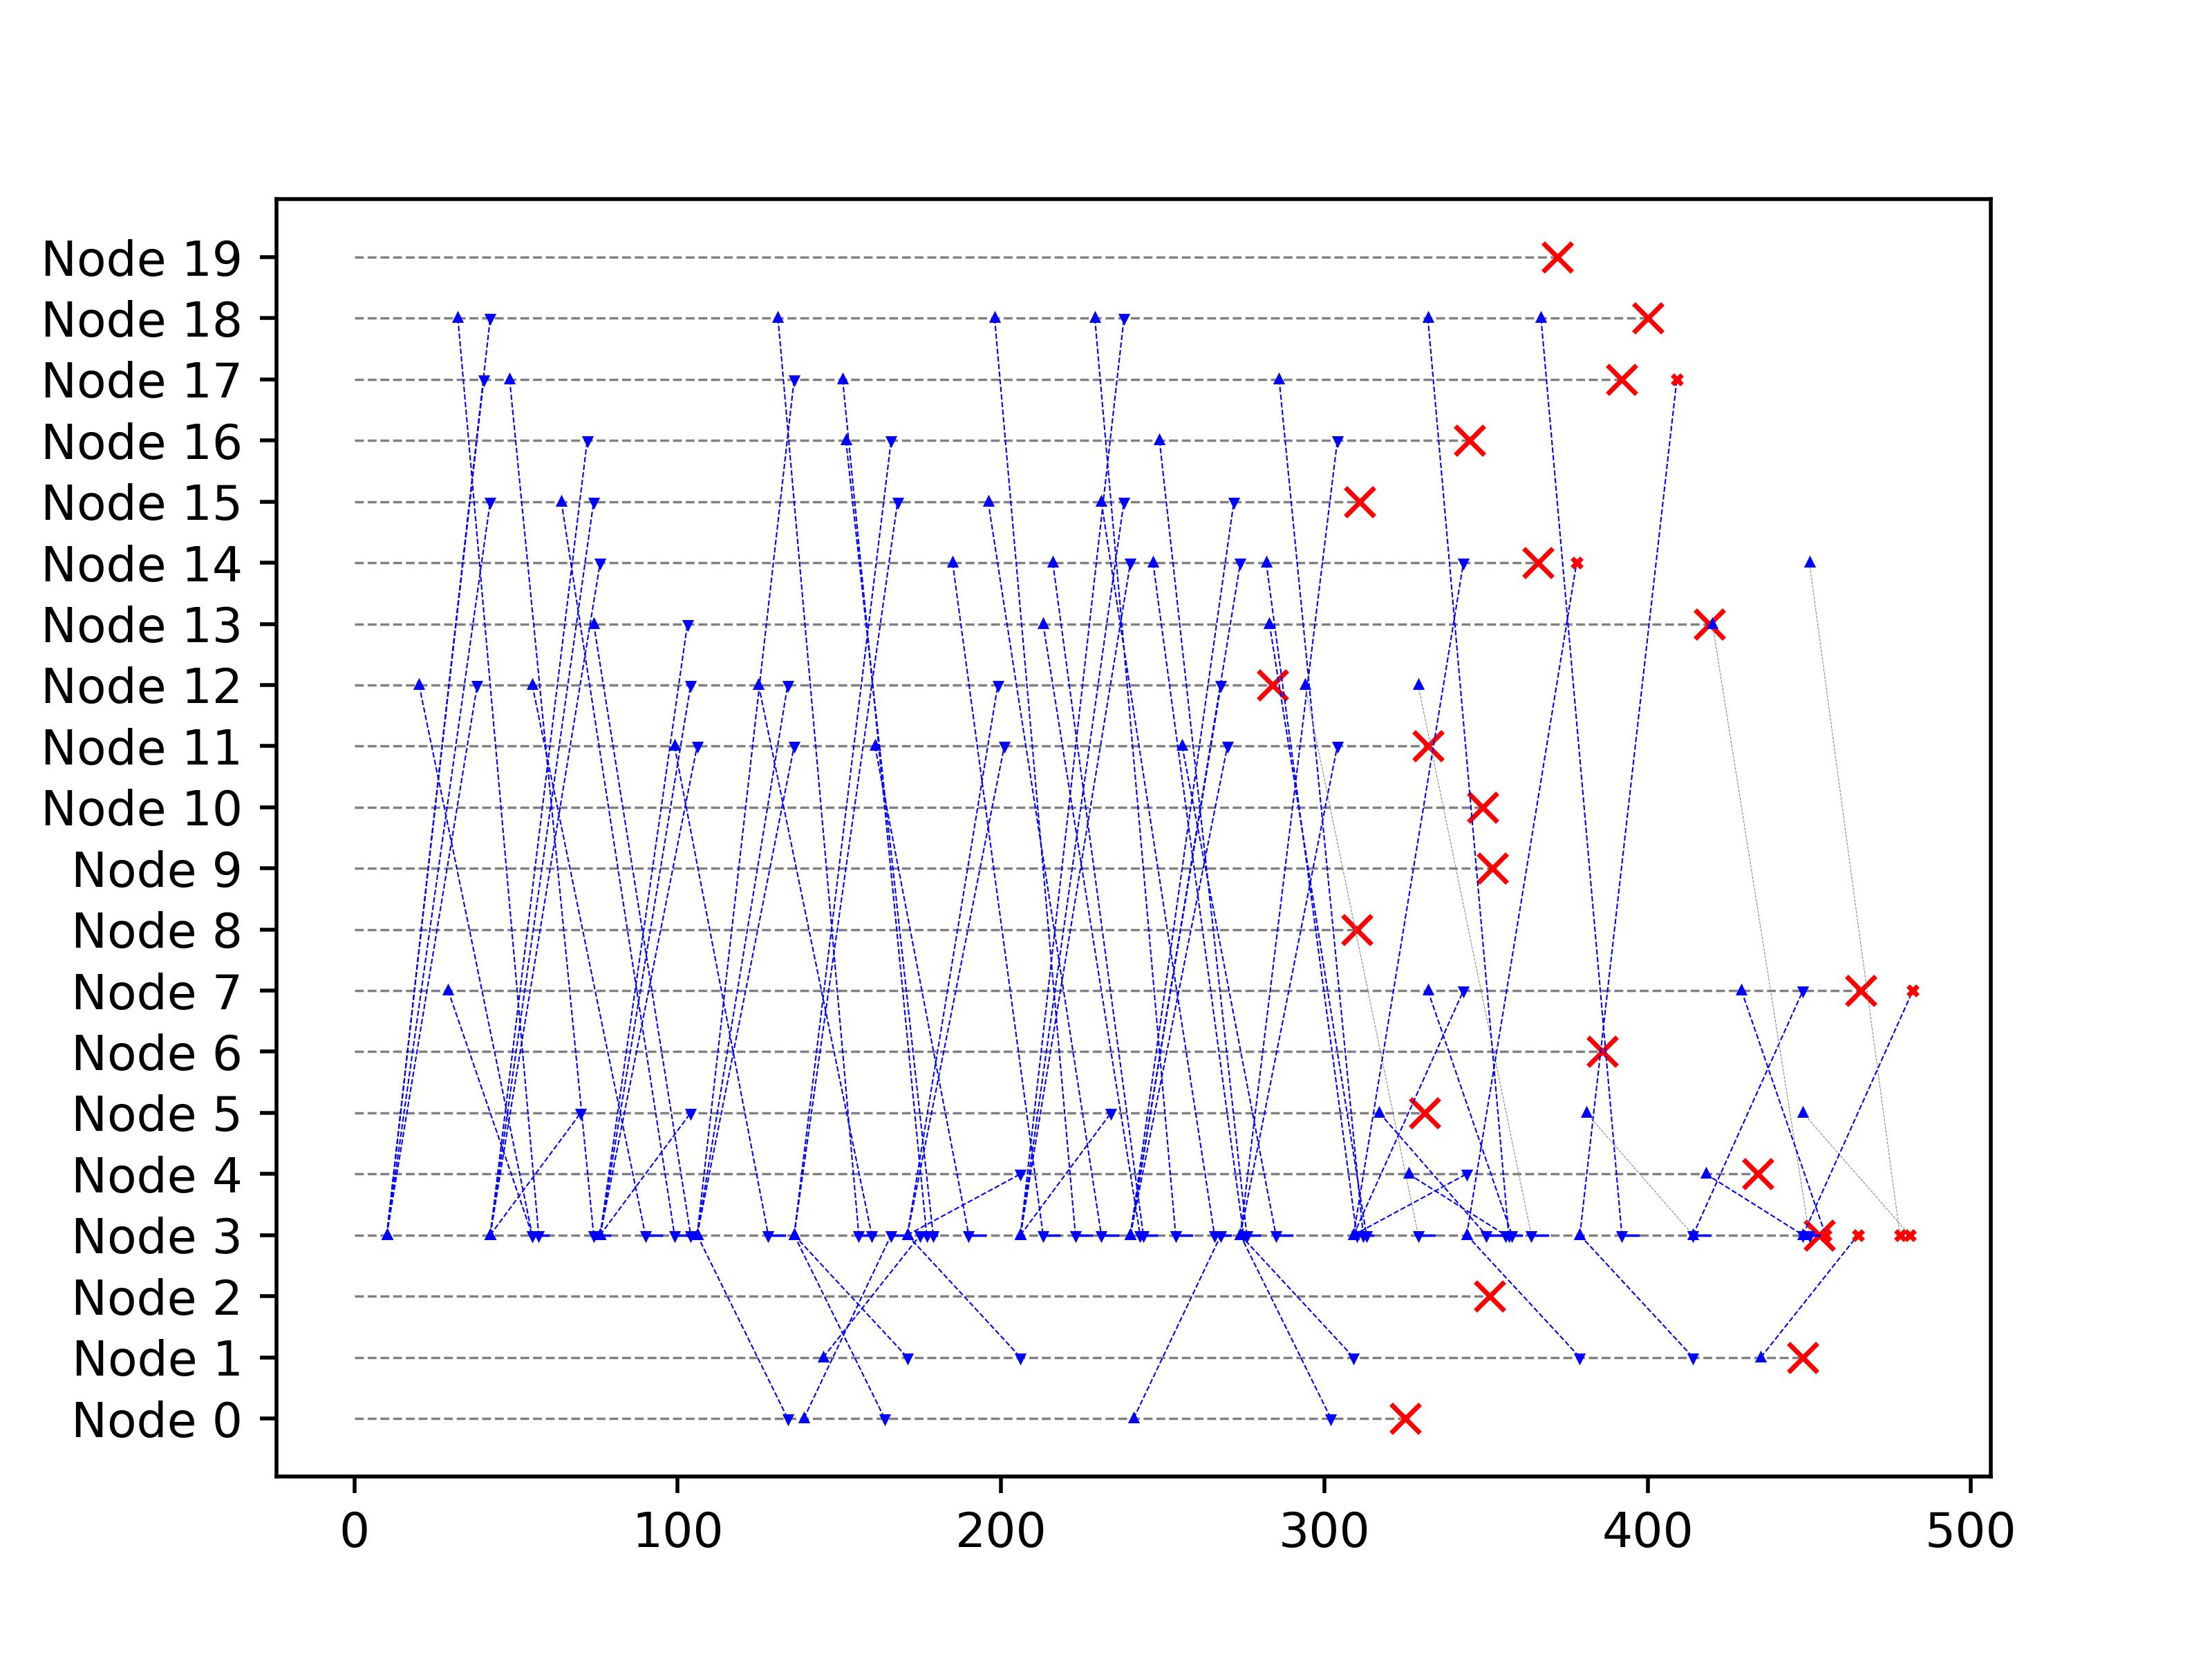 Node 19
Node 18
Node 17
Node 16
Node 15
Node 14
Node 13
Node 12
Node 11
Node 10
Node 9
Node 8
Node 7
Node 6
Node 5
Node 4
Node 3
Node 2
Node 1
Node 0
0 100 200 300 400 500